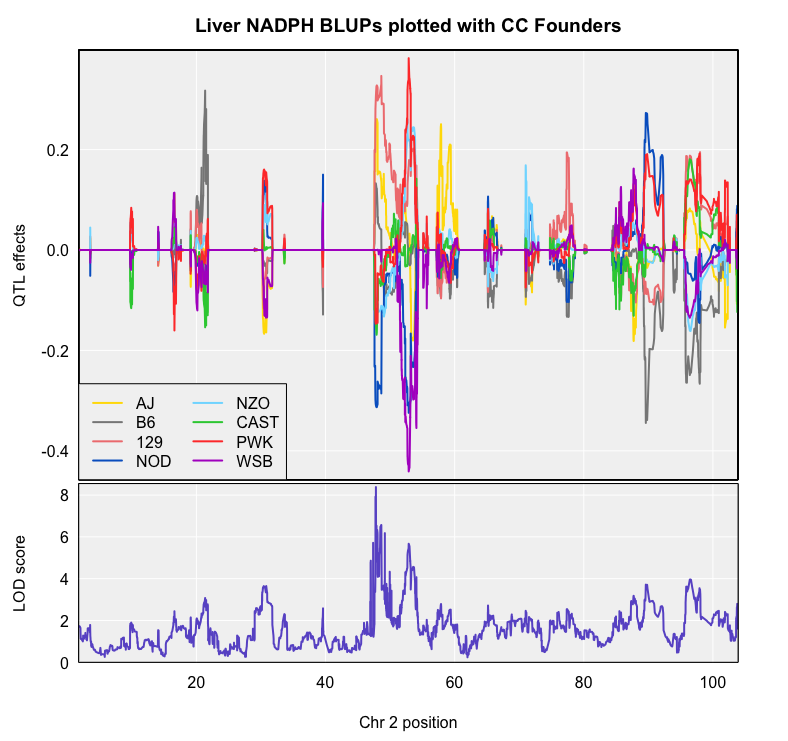 Liver NADPH BLUPs plotted with CC Founders
QTL effects
0.2
0.0
-0.2
-0.4
AJ NZO
B6 CAST
129 PWK
NOD WSB
LOD score
8
6
4
2
0
20 40 60 80 100
Chr 2 position